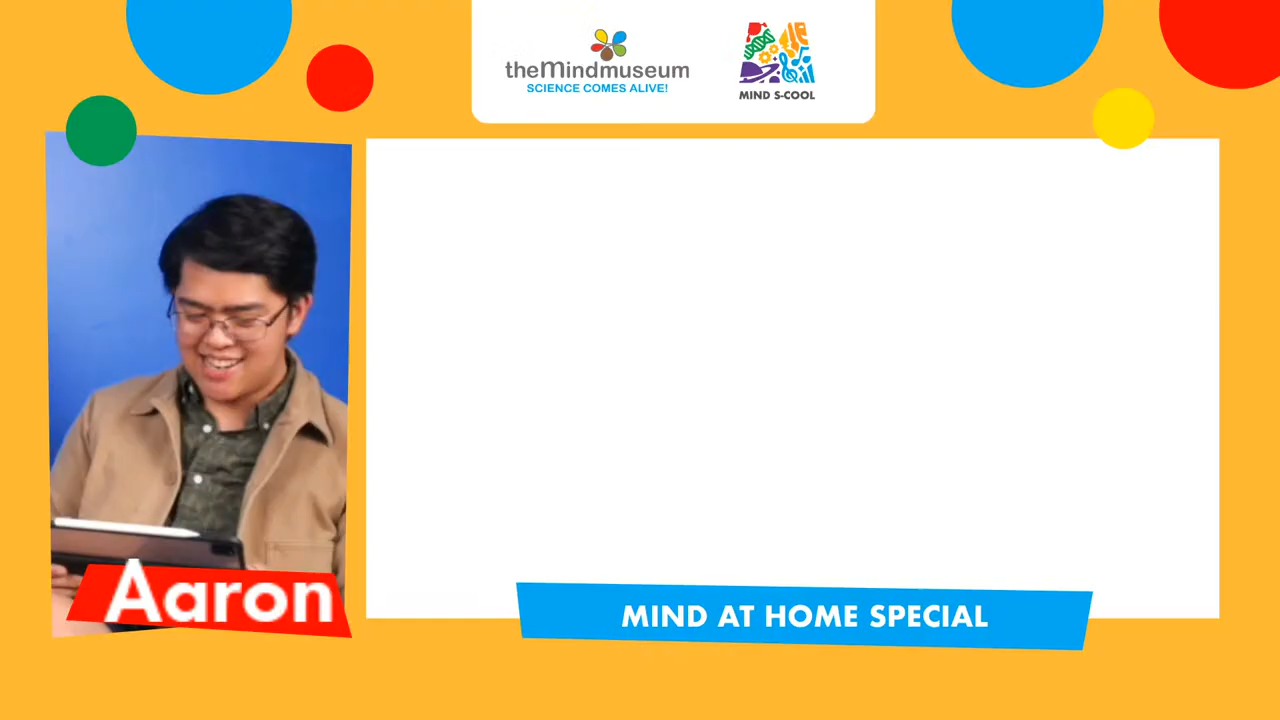 theMindmuseum
SCIENCE COMES ALIVE!
MIND S-COOL
Aaron
MIND AT HOME SPECIAL